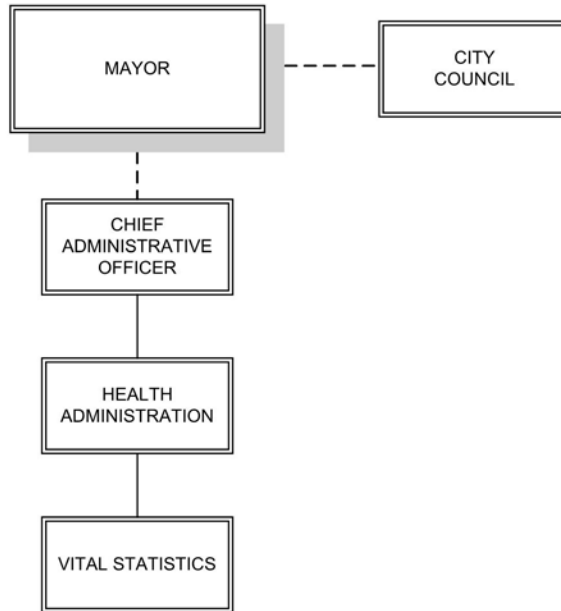 MAYOR
CITY
COUNCIL
CHIEF
ADMINISTRATIVE
OFFICER
HEALTH
ADMINISTRATION
VITAL STATISTICS